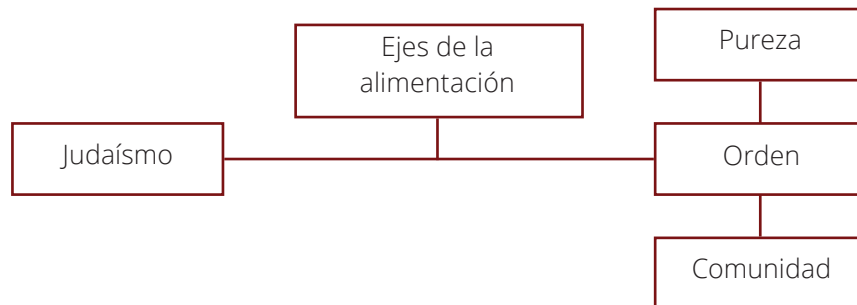 Ejes de la
alimentación
Pureza
Judaísmo
Orden
Comunidad